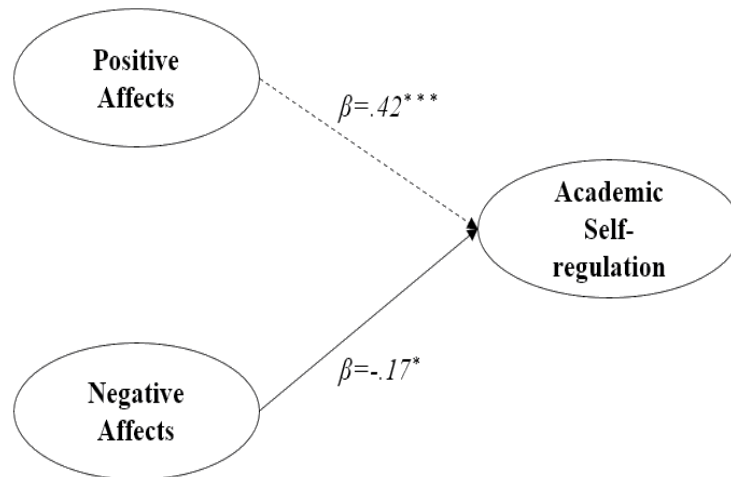 Positive
Affects
β=.42***
Academic
Self-
regulation
β=-.17*
Negative
Affects